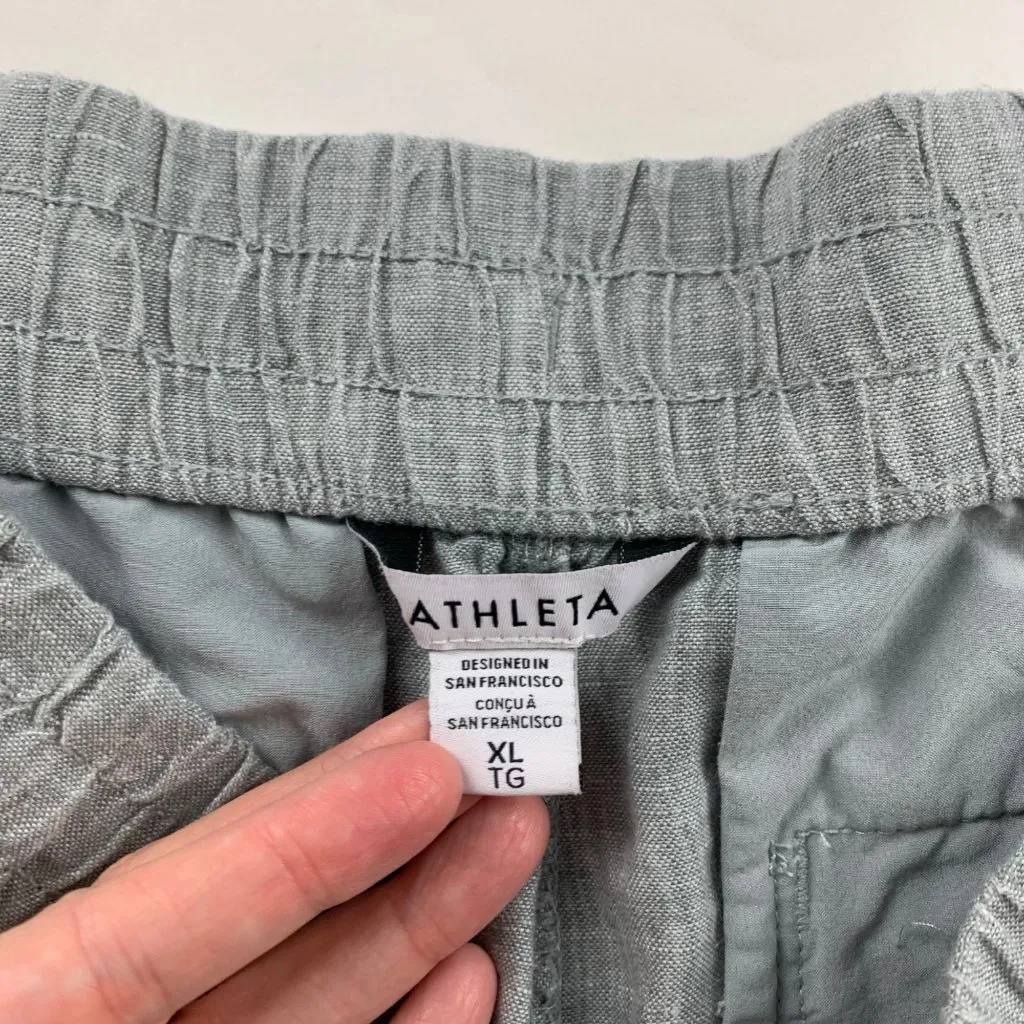 ATHLETA
DESIGNED IN
SAN FRANCISCO
CONÇU À
SAN FRANCISCO
XL
TG